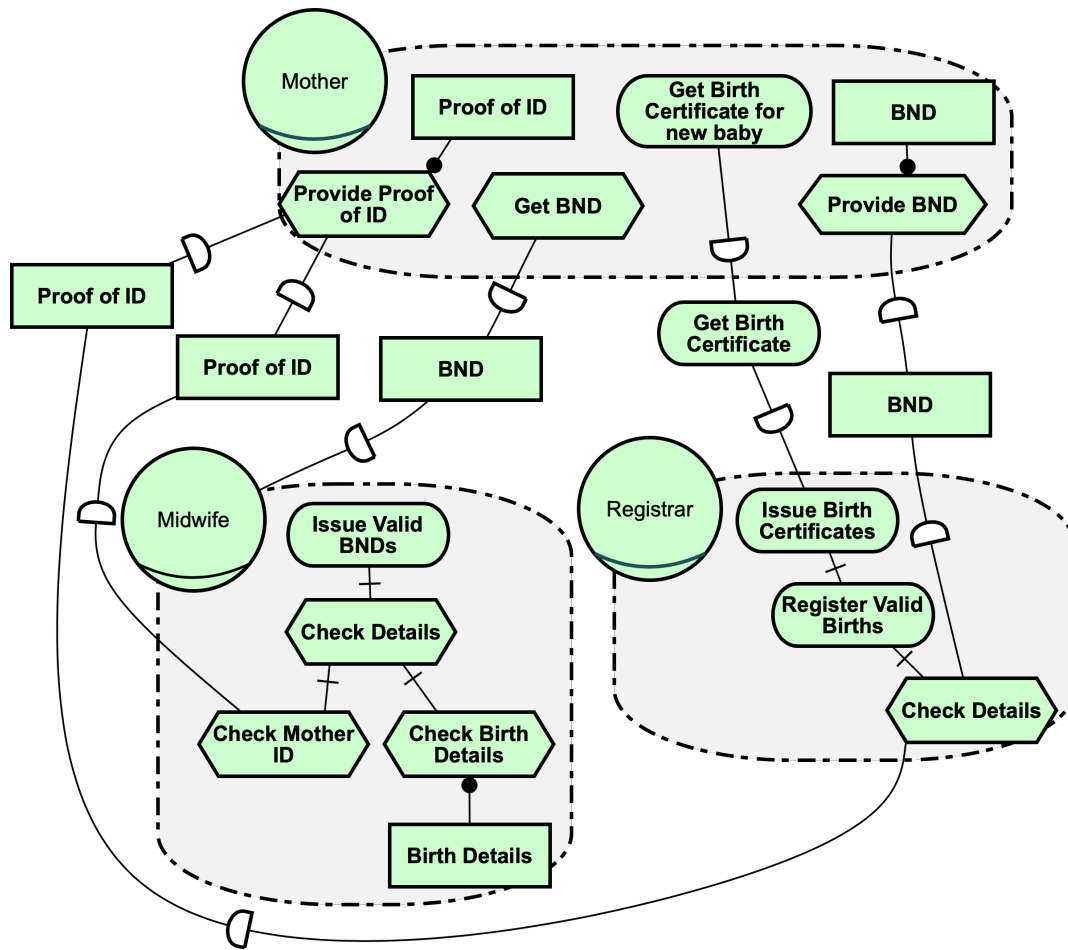 Mother
Proof of ID
Get Birth
Certificate for
new baby
BND
Provide Proof
of ID
Get BND
Provide BND
Proof of ID
Get Birth
Certificate
Proof of ID
BND
BND
Midwife
Issue Valid
BNDs
Registrar
Issue Birth
Certificates
Check Details
Register Valid
Births
Check Mother
ID
Check Birth
Details
Check Details
Birth Details